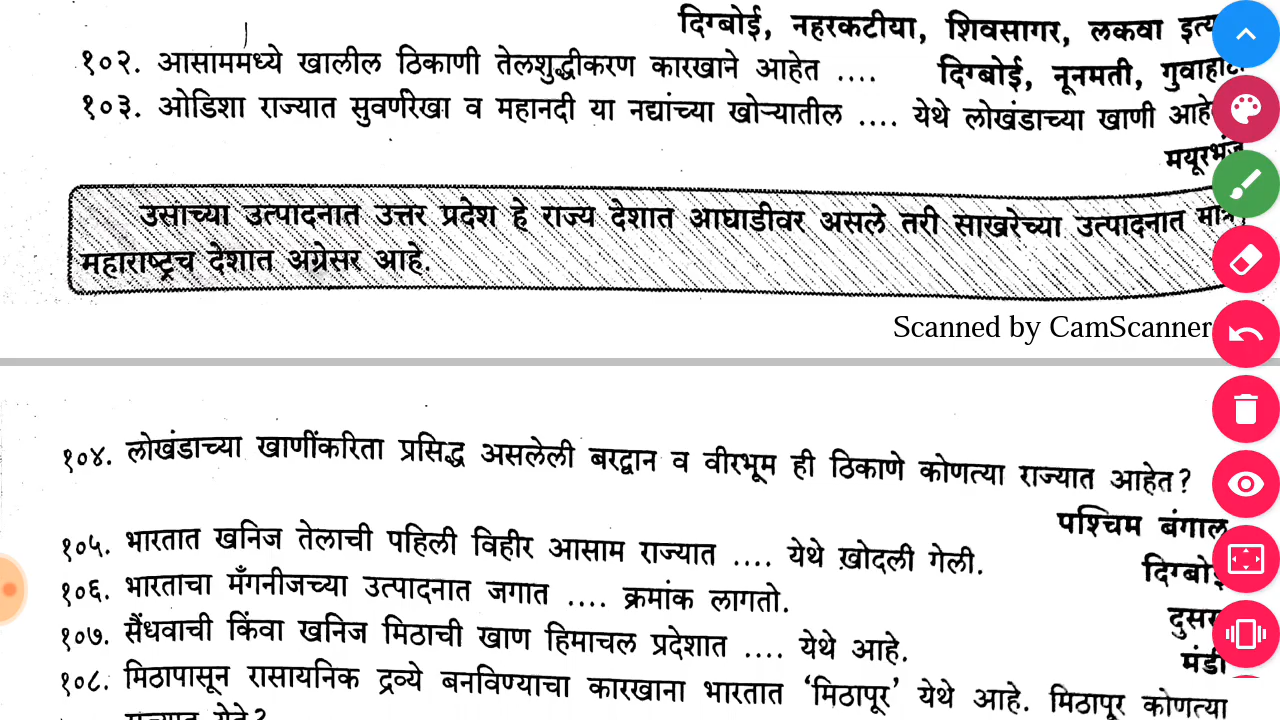 दिग्बोई, नहरकटीया, शिवसागर, लकवा
१०२. आसाममध्ये खालील ठिकाणी तेलशुद्धीकरण कारखाने आहेत .... दिग्बोई, नूनमती,
१०३. ओडिशा राज्यात सुवर्णरेखा व महानदी या नद्यांच्या खोऱ्यातील .... येथे लोखंडाच्या खाणी
मयूरभंज
उसाच्या उत्पादनात उत्तर प्रदेश हे राज्य देशात आघाडीवर असले तरी साखरेच्या उत्पादनात
महाराष्ट्रच देशात अग्रेसर आहे.
Scanned by CamScanner
१०४. लोखंडाच्या खाणींकरिता प्रसिद्ध असलेली बरद्वान व वीरभूम ही ठिकाणे कोणत्या राज्यात आहेत?
पश्चिम बंगाल
१०५. भारतात खनिज तेलाची पहिली विहीर आसाम राज्यात .... येथे खोदली गेली. दिग्बोई
१०६. भारताचा मँगनीजच्या उत्पादनात जगात .... क्रमांक लागतो.
१०७. सैंधवाची किंवा खनिज मिठाची खाण हिमाचल प्रदेशात .... येथे आहे. मंडी
१०८. मिठापासून रासायनिक द्रव्ये बनविण्याचा कारखाना भारतात ‘मिठापूर’ येथे आहे. मिठापूर कोणत्या